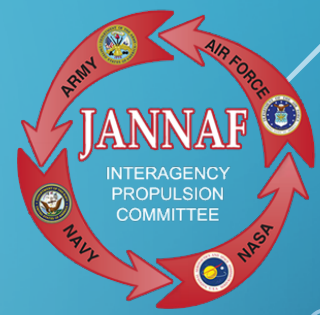 ARMY
AIR FORCE
JANNAF
INTERAGENCY
PROPULSION
COMMITTEE
NAVY
NASA